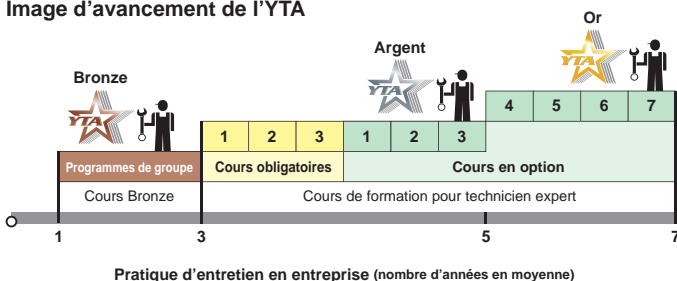 Image d’avancement de l’YTA
Or
Argent
Bronze
YTA
YTA
YTA
4 5 6 7
1 2 3 1 2 3
Programmes de groupe Cours obligatoires Cours en option
Cours Bronze Cours de formation pour technicien expert
1 3 5 7
Pratique d’entretien en entreprise (nombre d’années en moyenne)